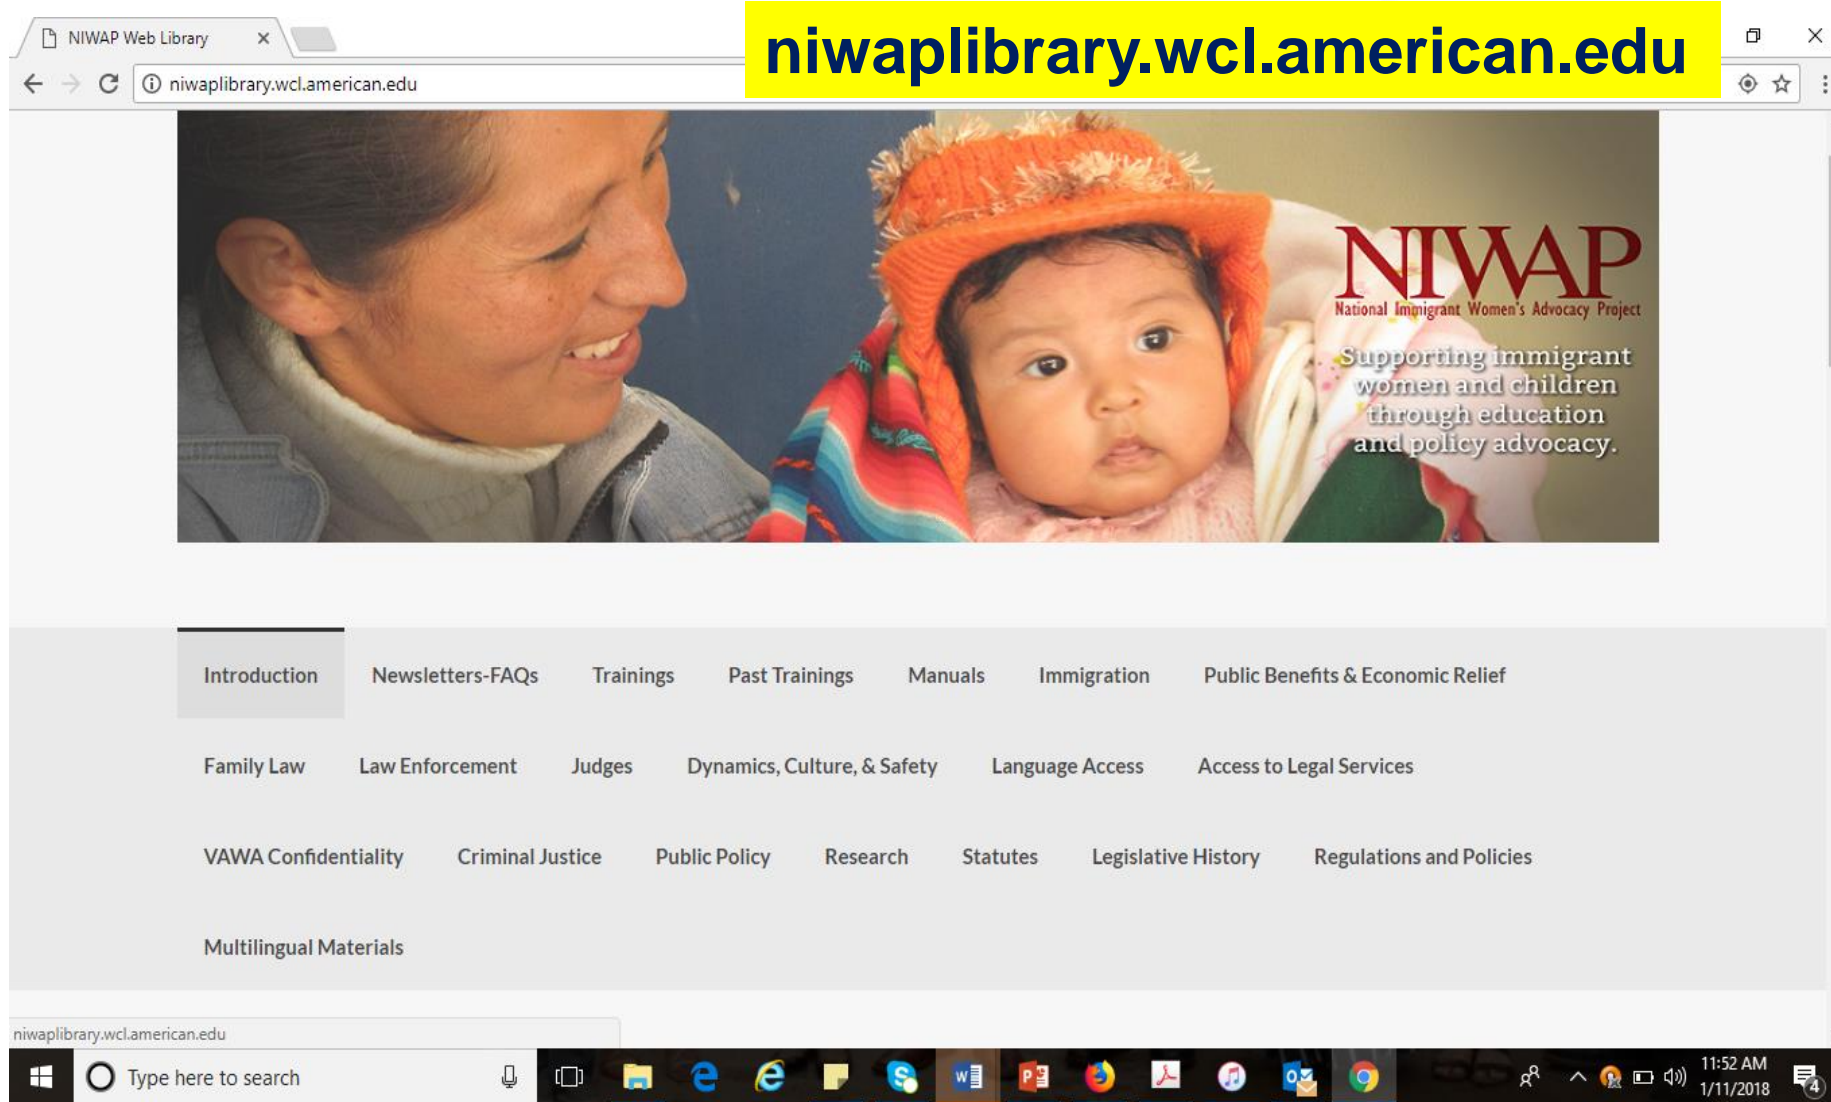 NIWAP Web Library
niwaplibrary.wcl.american.edu
niwaplibrary.wcl.american.edu
NIWAP
National Immigrant Women's Advocacy Project
Supporting immigrant
women and children
through education
and policy advocacy.
Introduction Newsletters-FAQs Trainings Past Trainings Manuals Immigration Public Benefits & Economic Relief
Family Law Law Enforcement Judges Dynamics, Culture, & Safety Language Access Access to Legal Services
VAWA Confidentiality Criminal Justice Public Policy Research Statutes Legislative History Regulations and Policies
Multilingual Materials
niwaplibrary.wcl.american.edu
Type here to search
11:52 AM
1/11/2018
4